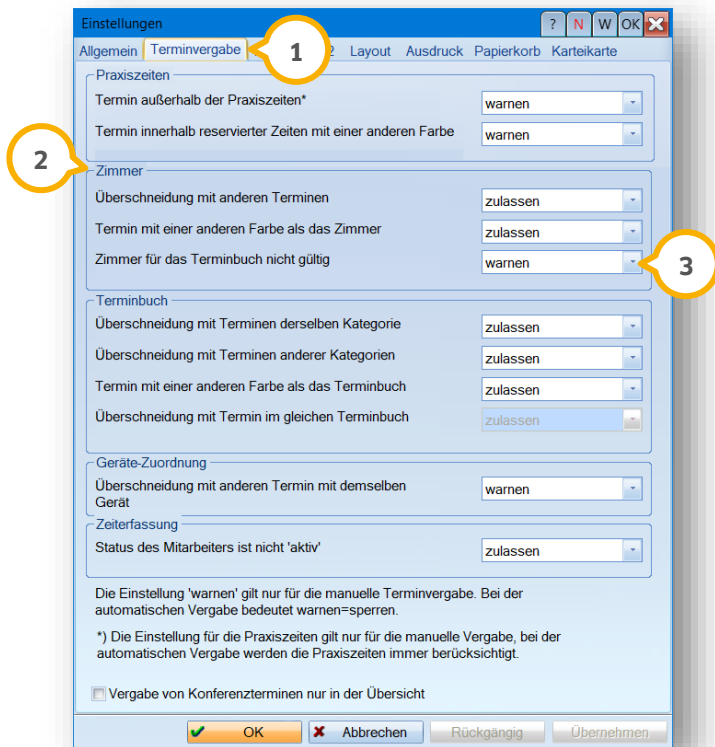 Einstellungen
? N W OK
Allgemein Terminvergabe 1 2 Layout Ausdruck Papierkorb Karteikarte
Praxiszeiten
Termin außerhalb der Praxiszeiten* warnen
Termin innerhalb reservierter Zeiten mit einer anderen Farbe warnen
2
Zimmer
Überschneidung mit anderen Terminen zulassen
Termin mit einer anderen Farbe als das Zimmer zulassen
Zimmer für das Terminbuch nicht gültig warnen 3
Terminbuch
Überschneidung mit Terminen derselben Kategorie zulassen
Überschneidung mit Terminen anderer Kategorien zulassen
Termin mit einer anderen Farbe als das Terminbuch zulassen
Überschneidung mit Termin im gleichen Terminbuch zulassen
Geräte-Zuordnung
Überschneidung mit anderen Termin mit demselben
Gerät warnen
Zeiterfassung
Status des Mitarbeiters ist nicht 'aktiv' zulassen
Die Einstellung 'warnen' gilt nur für die manuelle Terminvergabe. Bei der
automatischen Vergabe bedeutet warnen=sperren.
*) Die Einstellung für die Praxiszeiten gilt nur für die manuelle Vergabe, bei der
automatischen Vergabe werden die Praxiszeiten immer berücksichtigt.
Vergabe von Konferenzterminen nur in der Übersicht
OK Abbrechen Rückgängig Übernehmen